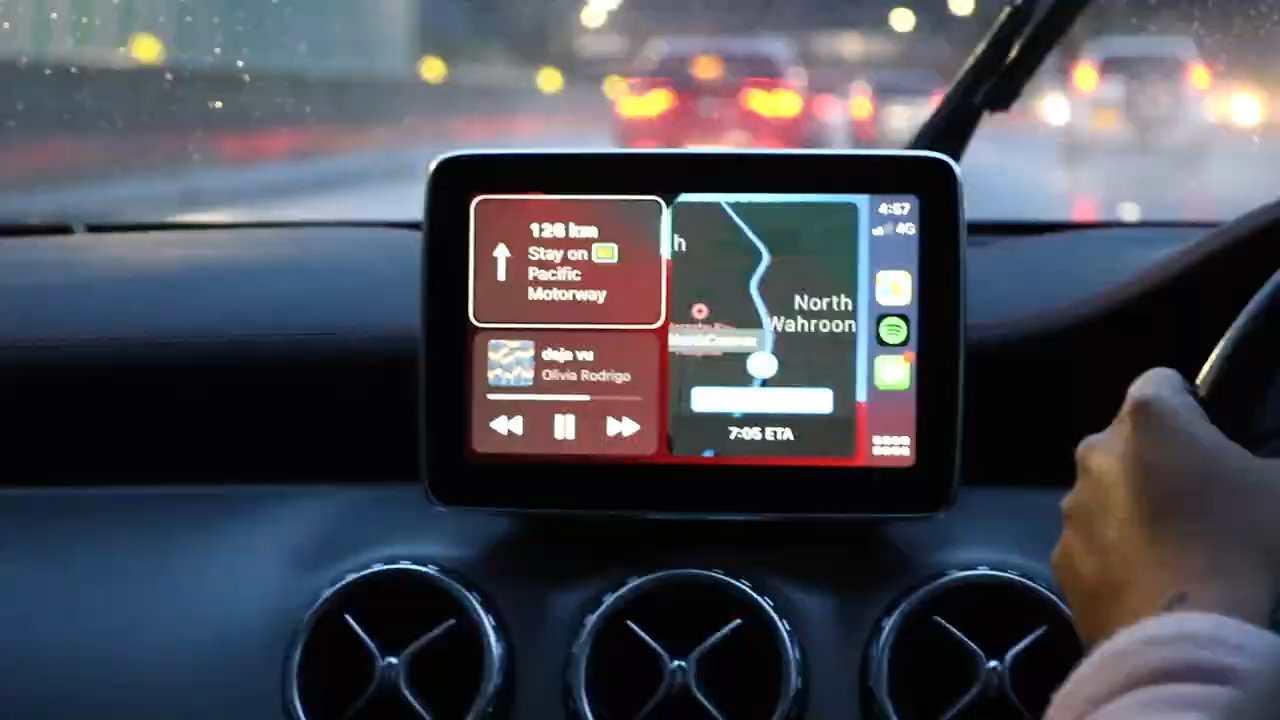 126 km
Stay on
Pacific
Motorway
deja vu
Olivia Rodrigo
h
North
Wahroon
7:05 ETA
4:57
4G